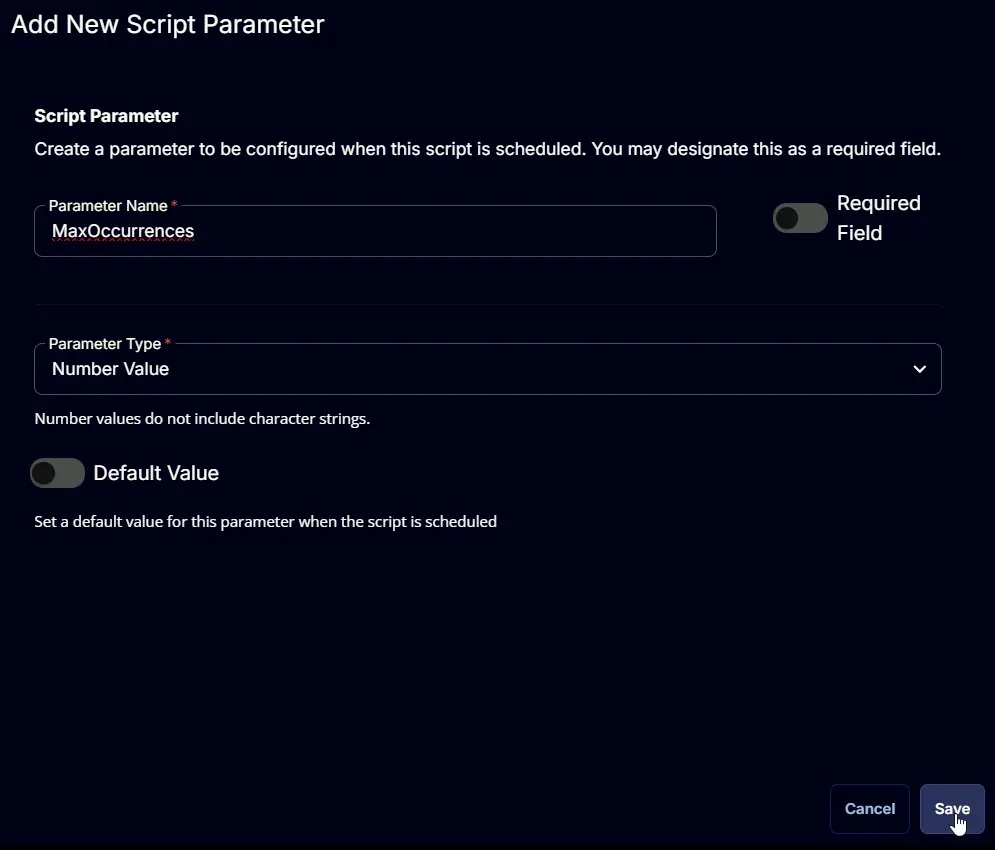 Add New Script Parameter
Script Parameter
Create a parameter to be configured when this script is scheduled. You may designate this as a required field.
Parameter Name *
MaxOccurrences
Required
Field
Parameter Type *
Number Value
Number values do not include character strings.
Default Value
Set a default value for this parameter when the script is scheduled
Cancel
Save